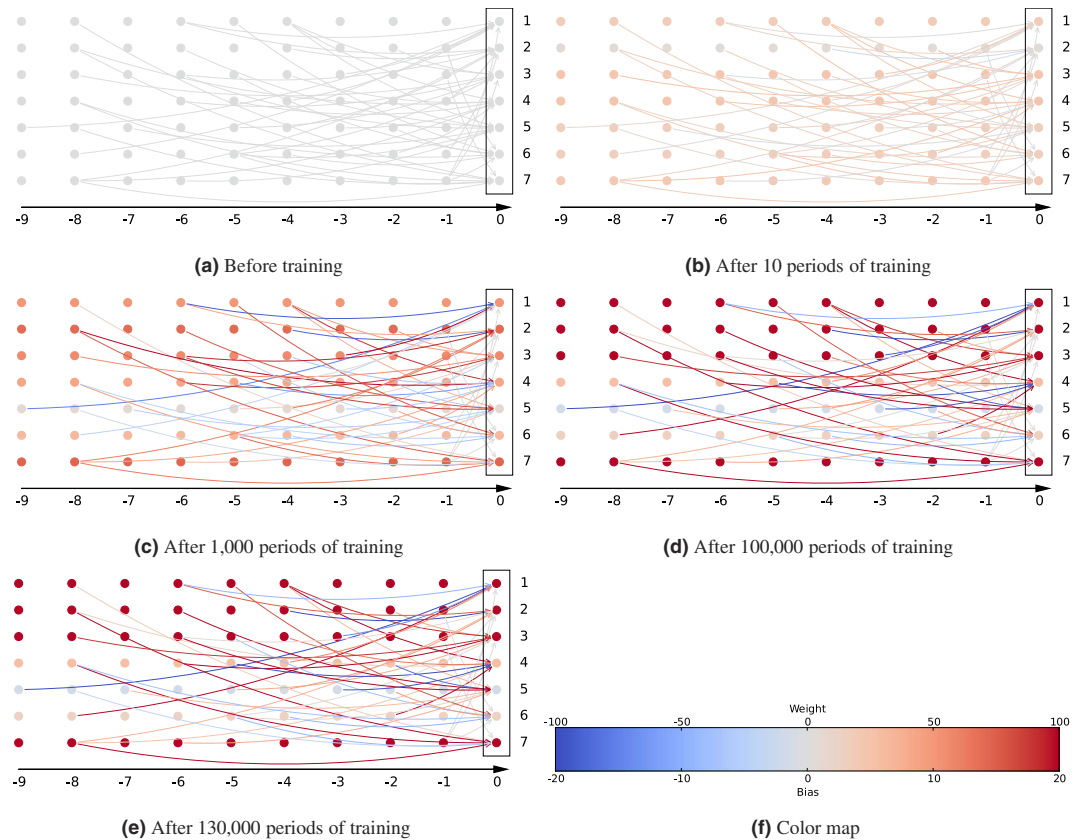 1
2
3
4
5
6
7
-9 -8 -7 -6 -5 -4 -3 -2 -1 0
(a) Before training
1
2
3
4
5
6
7
-9 -8 -7 -6 -5 -4 -3 -2 -1 0
(b) After 10 periods of training
1
2
3
4
5
6
7
-9 -8 -7 -6 -5 -4 -3 -2 -1 0
(c) After 1,000 periods of training
1
2
3
4
5
6
7
-9 -8 -7 -6 -5 -4 -3 -2 -1 0
(d) After 100,000 periods of training
1
2
3
4
5
6
7
-9 -8 -7 -6 -5 -4 -3 -2 -1 0
(e) After 130,000 periods of training
Weight
-100 -50 0 50 100
-20 -10 0 10 20
Bias
(f) Color map